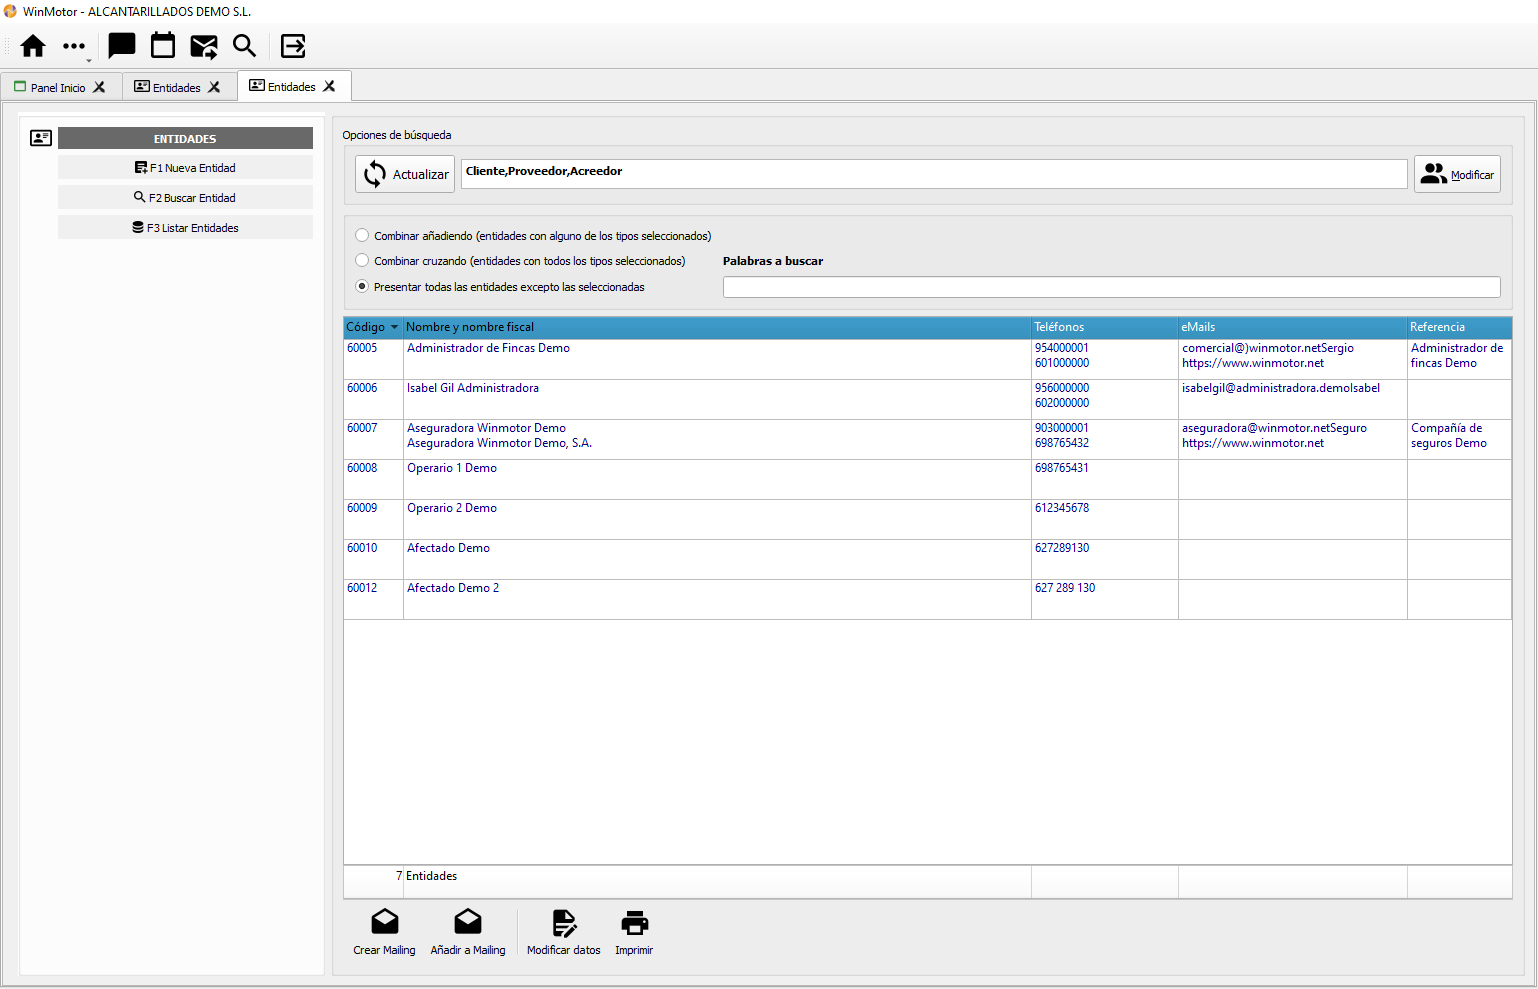 WinMotor - ALCANTARILLADOS DEMO S.L.
Panel Inicio
Entidades
Entidades
ENTIDADES
F1 Nueva Entidad
F2 Buscar Entidad
F3 Listar Entidades
Opciones de búsqueda
Actualizar
Cliente,Proveedor,Acreedor
Modificar
Combinar añadiendo (entidades con alguno de los tipos seleccionados)
Combinar cruzando (entidades con todos los tipos seleccionados)
Palabras a buscar
Presentar todas las entidades excepto las seleccionadas
Código Nombre y nombre fiscal Teléfonos eMails Referencia
60005 Administrador de Fincas Demo 954000001 comercial@)winmotor.netSergio Administrador de
601000000 https://www.winmotor.net fincas Demo
60006 Isabel Gil Administradora 956000000 isabelgil@administradora.demoIsabel
602000000
60007 Aseguradora Winmotor Demo 903000001 aseguradora@winmotor.netSeguro Compañía de
Aseguradora Winmotor Demo, S.A. 698765432 https://www.winmotor.net seguros Demo
60008 Operario 1 Demo 698765431
60009 Operario 2 Demo 612345678
60010 Afectado Demo 627289130
60012 Afectado Demo 2 627 289 130
7 Entidades
Crear Mailing
Añadir a Mailing
Modificar datos
Imprimir